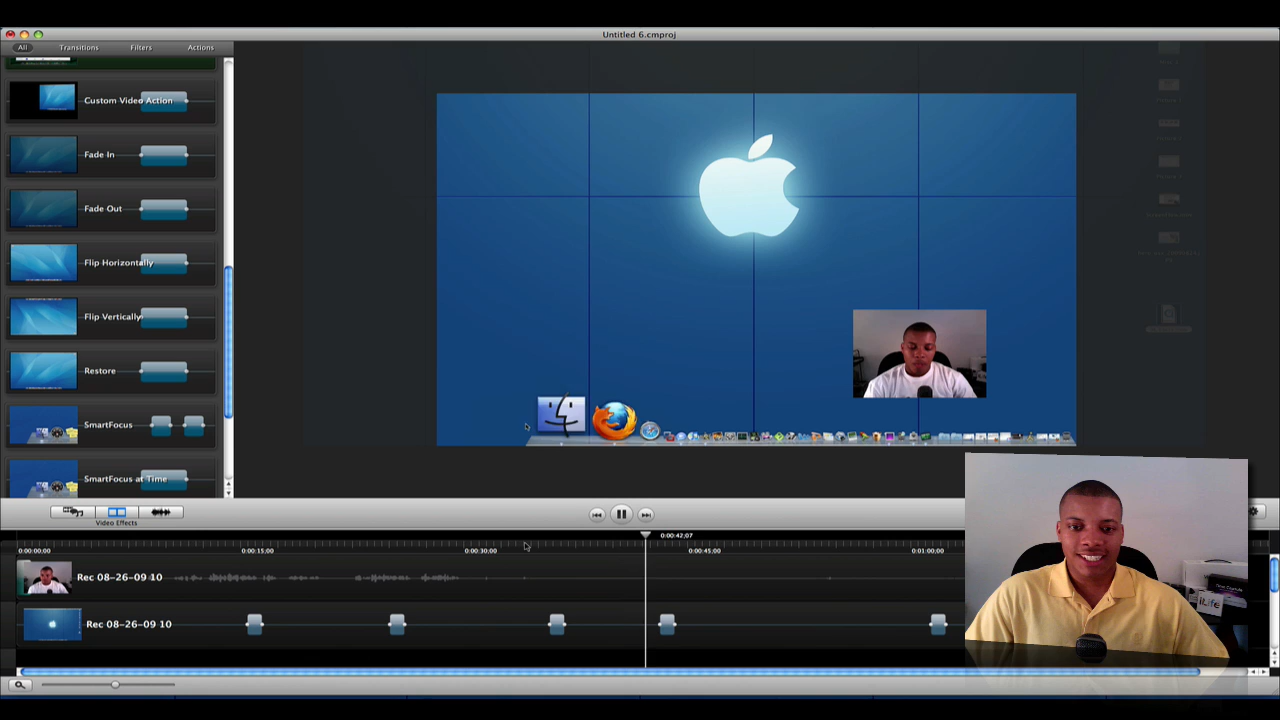 Untitled 6.cmproj
All Transitions Filters Actions
Custom Video Action
Fade In
Fade Out
Flip Horizontally
Flip Vertically
Restore
SmartFocus
SmartFocus at Time
Video Effects
0:00:42;07
0:00:00;00 0:00:15;00 0:00:30;00 0:00:45;00 0:01:00;00
Rec 08-26-09 10
Rec 08-26-09 10
iLife